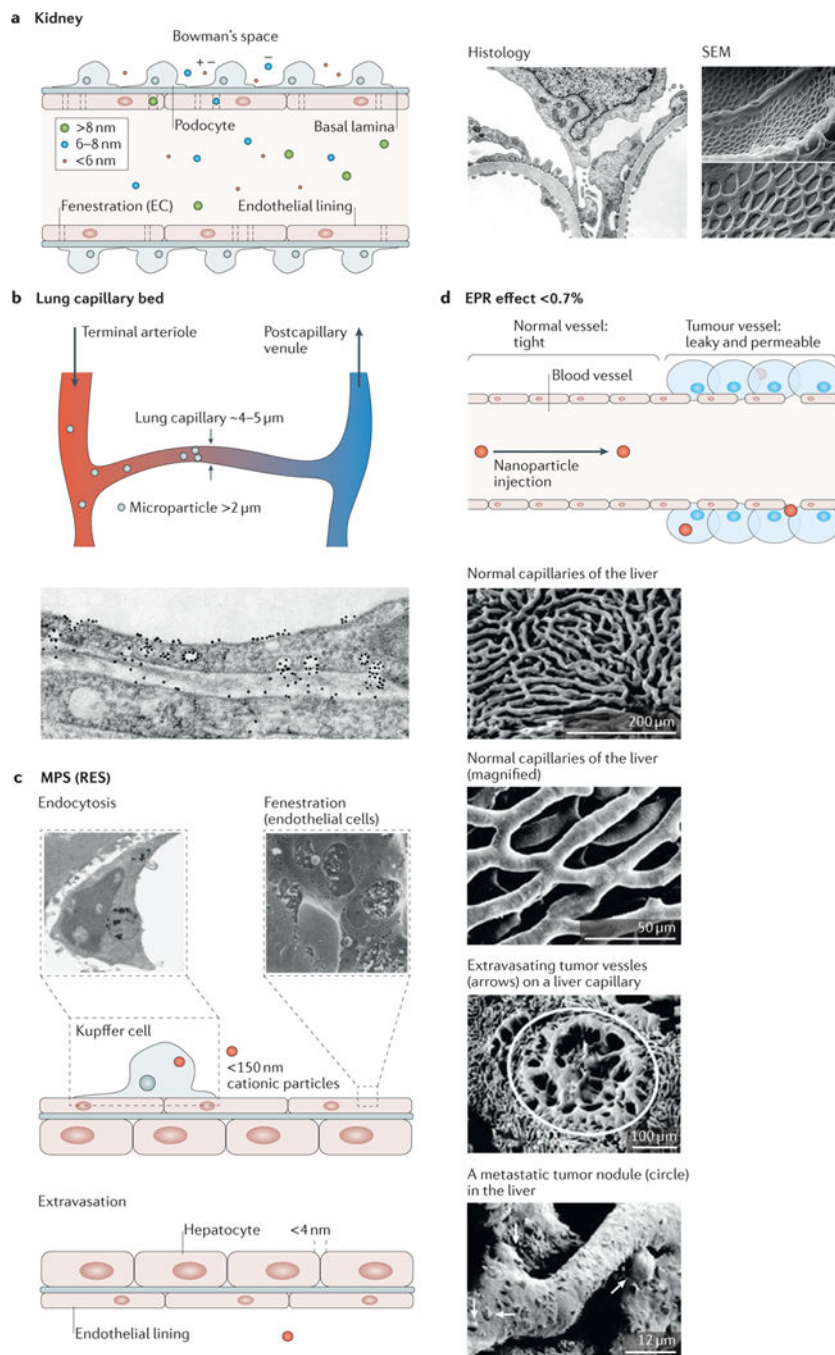 a Kidney
Bowman's space
+ − −
Podocyte
Basal lamina
>8 nm
6–8 nm
<6 nm
Fenestration (EC)
Endothelial lining
Histology
SEM
b Lung capillary bed
Terminal arteriole
Postcapillary
venule
Lung capillary ~4–5 µm
Microparticle >2 µm
c MPS (RES)
Endocytosis
Fenestration
(endothelial cells)
Kupffer cell
<150 nm
cationic particles
Extravasation
Hepatocyte
<4 nm
Endothelial lining
d EPR effect <0.7%
Normal vessel:
tight
Tumour vessel:
leaky and permeable
Blood vessel
Nanoparticle
injection
Normal capillaries of the liver
200 µm
Normal capillaries of the liver
(magnified)
50 µm
Extravasating tumor vessles
(arrows) on a liver capillary
100 µm
A metastatic tumor nodule (circle)
in the liver
12 µm